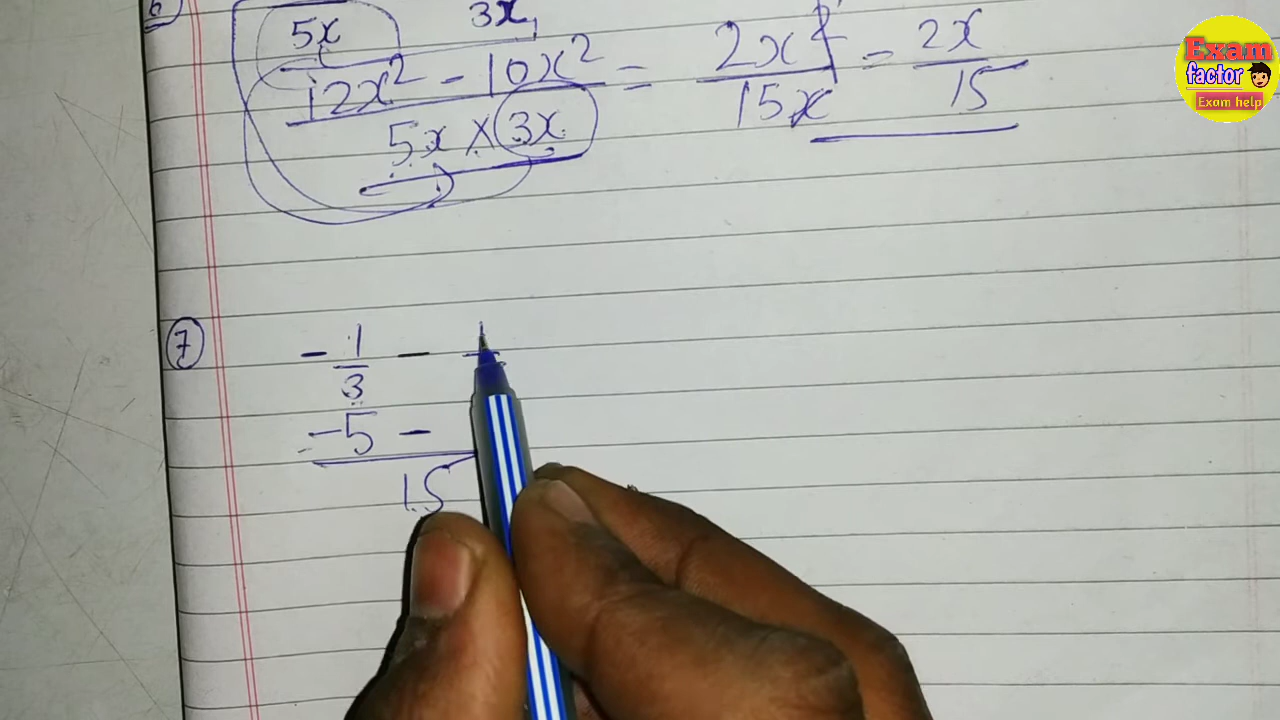 6
5x 3x
12x² - 10x² = 2x² = 2x
5x × 3x 15x 15
7
- 1 -
3
-5 -
15
Exam
factor
Exam help